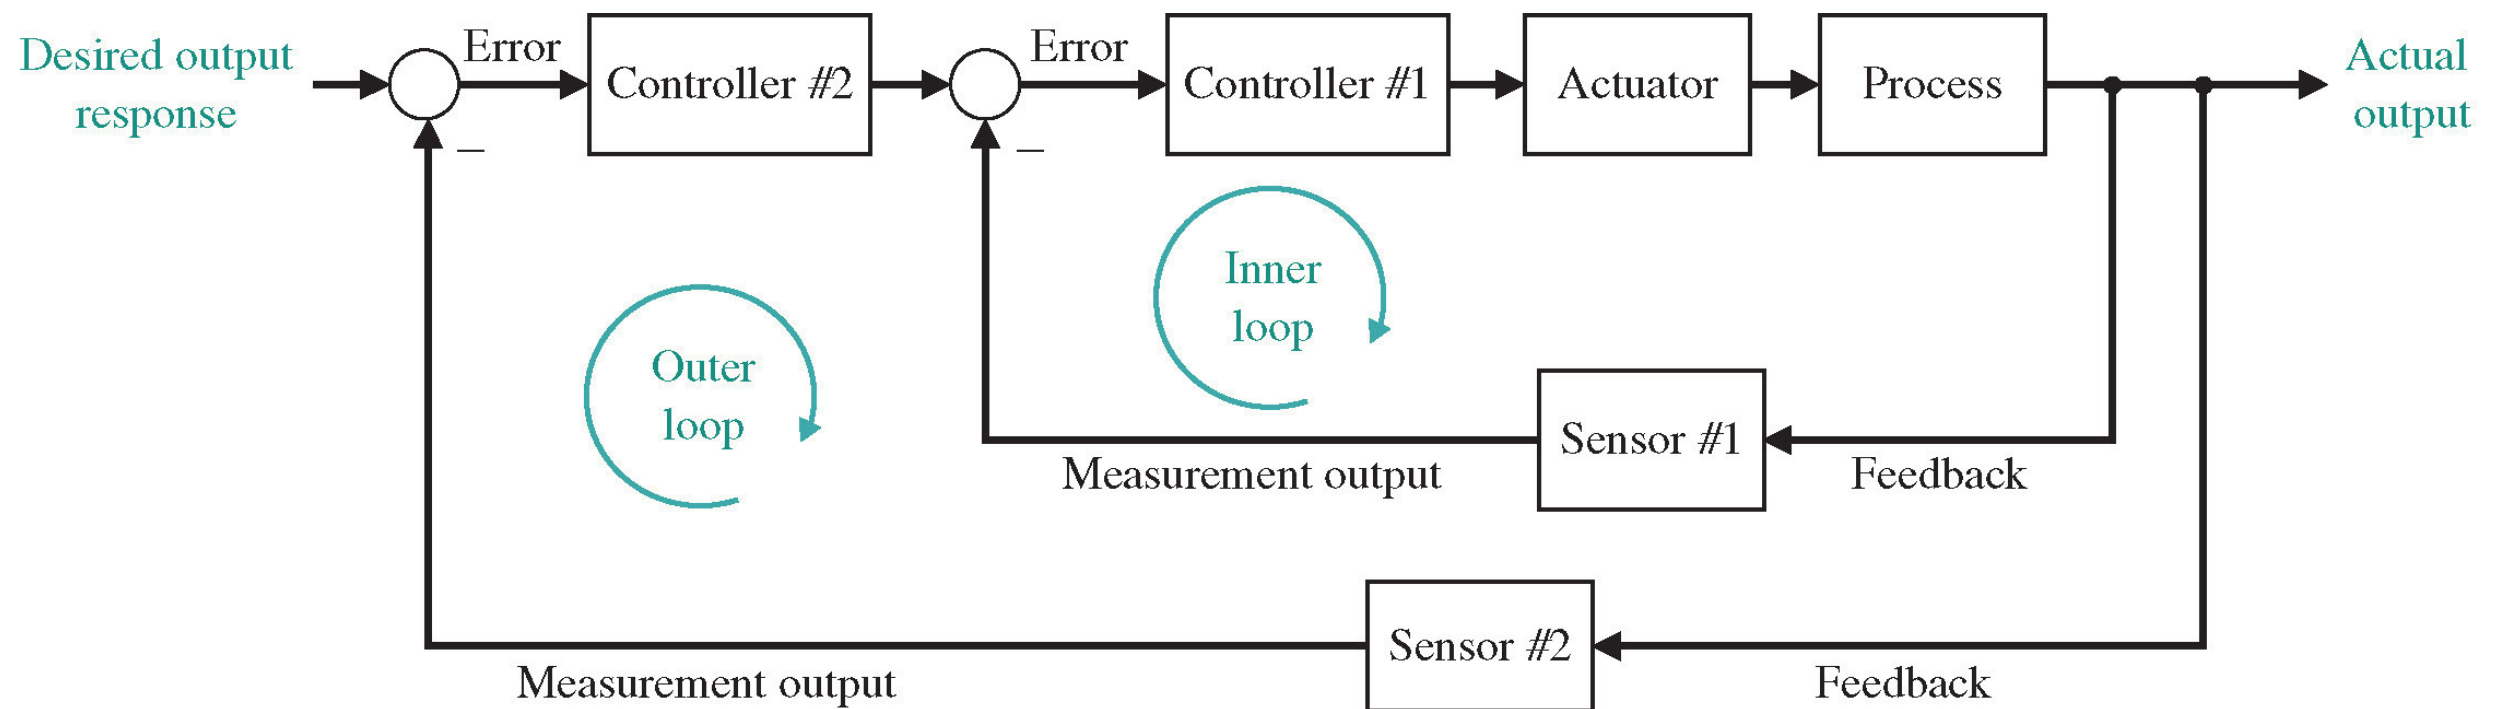 Desired output
response
Error
Controller #2
Error
Controller #1
Actuator
Process
Actual
output
–
–
Inner
loop
Outer
loop
Sensor #1
Measurement output
Feedback
Sensor #2
Measurement output
Feedback